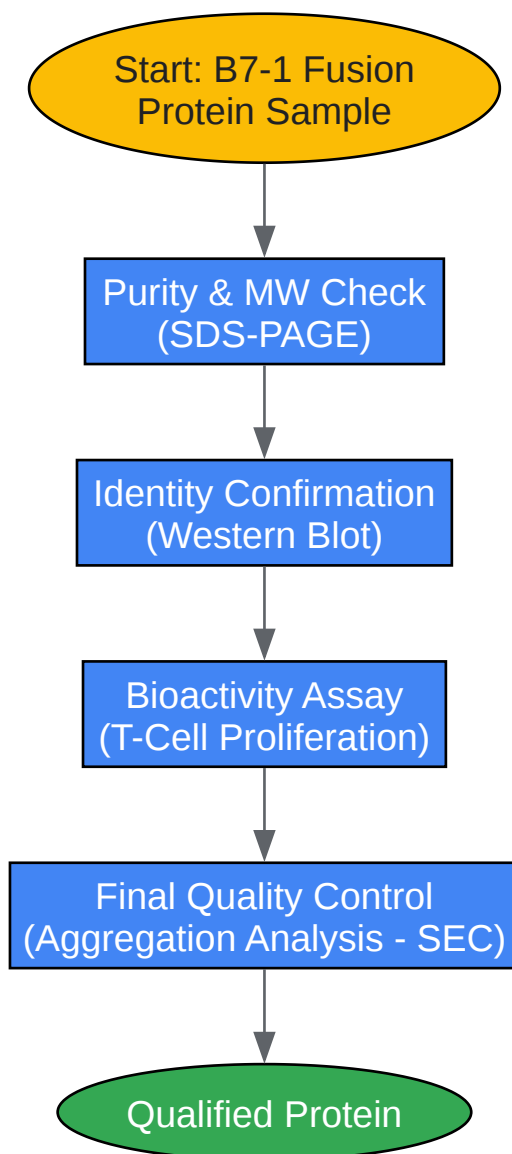 Start: B7-1 Fusion
Protein Sample
Purity & MW Check
(SDS-PAGE)
Identity Confirmation
(Western Blot)
Bioactivity Assay
(T-Cell Proliferation)
Final Quality Control
(Aggregation Analysis - SEC)
Qualified Protein